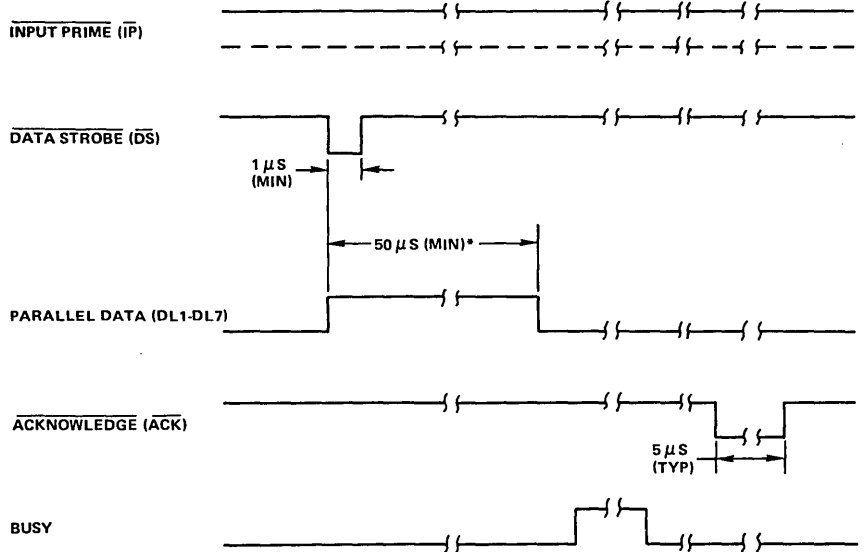 INPUT PRIME (IP)
DATA STROBE (DS)
1 μS
(MIN)
50 μS (MIN)*
PARALLEL DATA (DL1-DL7)
ACKNOWLEDGE (ACK)
5 μS
(TYP)
BUSY